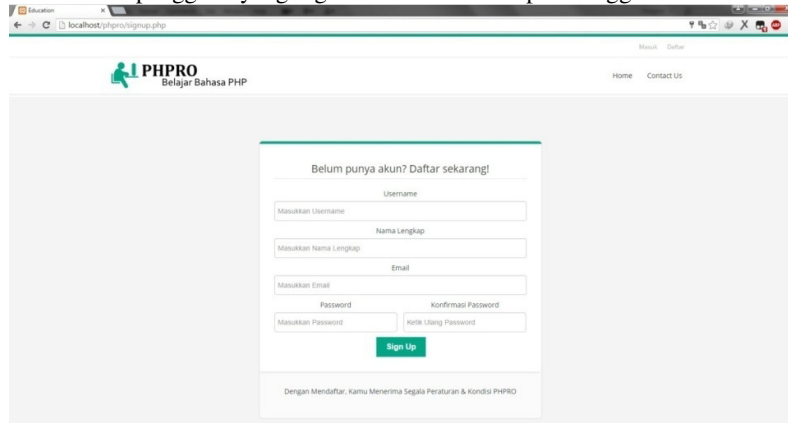 Education
localhost/phpro/signup.php
Masuk Daftar
PHPRO
Belajar Bahasa PHP
Home Contact Us
Belum punya akun? Daftar sekarang!
Username
Masukkan Username
Nama Lengkap
Masukkan Nama Lengkap
Email
Masukkan Email
Password Konfirmasi Password
Masukkan Password Ketik Ulang Password
Sign Up
Dengan Mendaftar, Kamu Menerima Segala Peraturan & Kondisi PHPRO